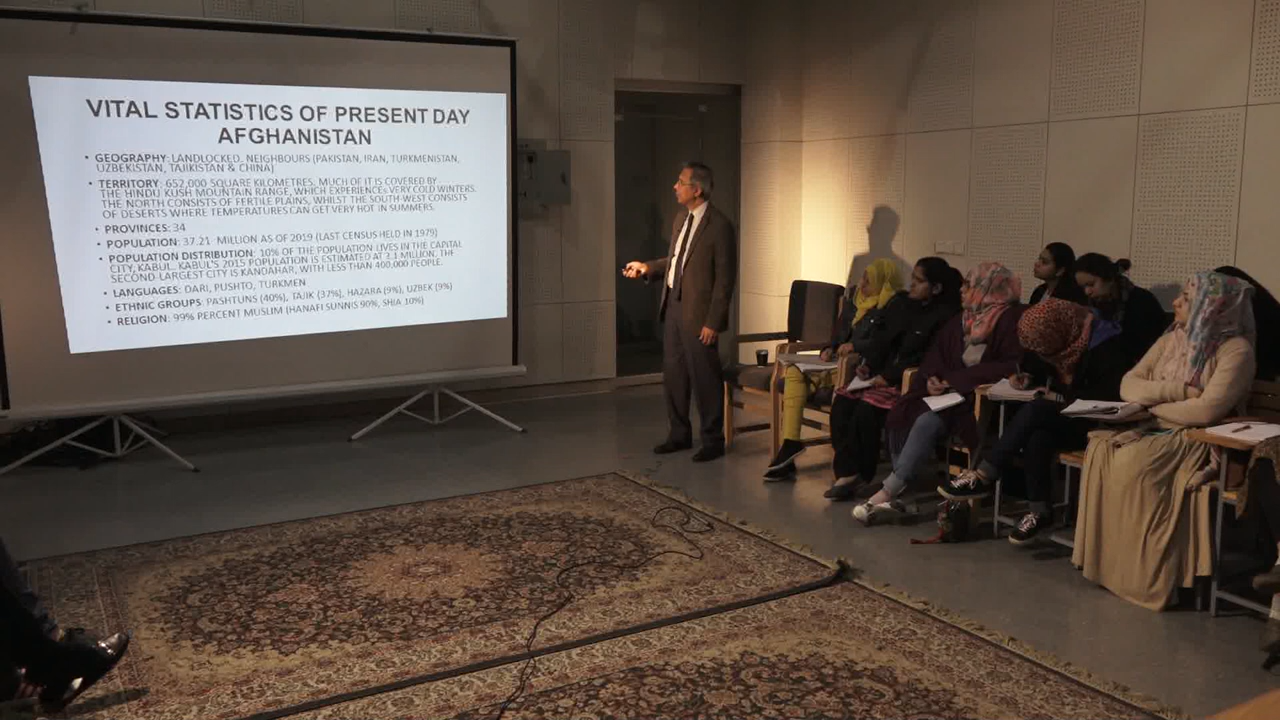 VITAL STATISTICS OF PRESENT DAY
AFGHANISTAN
• GEOGRAPHY: LANDLOCKED. NEIGHBOURS (PAKISTAN, IRAN, TURKMENISTAN,
UZBEKISTAN, TAJIKISTAN & CHINA)
• TERRITORY: 652,000 SQUARE KILOMETRES. MUCH OF IT IS COVERED BY
THE HINDU KUSH MOUNTAIN RANGE, WHICH EXPERIENCES VERY COLD WINTERS.
THE NORTH CONSISTS OF FERTILE PLAINS, WHILST THE SOUTH-WEST CONSISTS
OF DESERTS WHERE TEMPERATURES CAN GET VERY HOT IN SUMMERS.
• PROVINCES: 34
• POPULATION: 37.21 MILLION AS OF 2019 (LAST CENSUS HELD IN 1979)
• POPULATION DISTRIBUTION: 10% OF THE POPULATION LIVES IN THE CAPITAL
CITY, KABUL. KABUL'S 2015 POPULATION IS ESTIMATED AT 3.1 MILLION. THE
SECOND LARGEST CITY IS KANDAHAR, WITH LESS THAN 400,000 PEOPLE.
• LANGUAGES: DARI, PUSHTO, TURKMEN
• ETHNIC GROUPS: PASHTUNS (40%), TAJIK (37%), HAZARA (9%), UZBEK (9%)
• RELIGION: 99% PERCENT MUSLIM (HANAFI SUNNIS 90%, SHIA 10%)